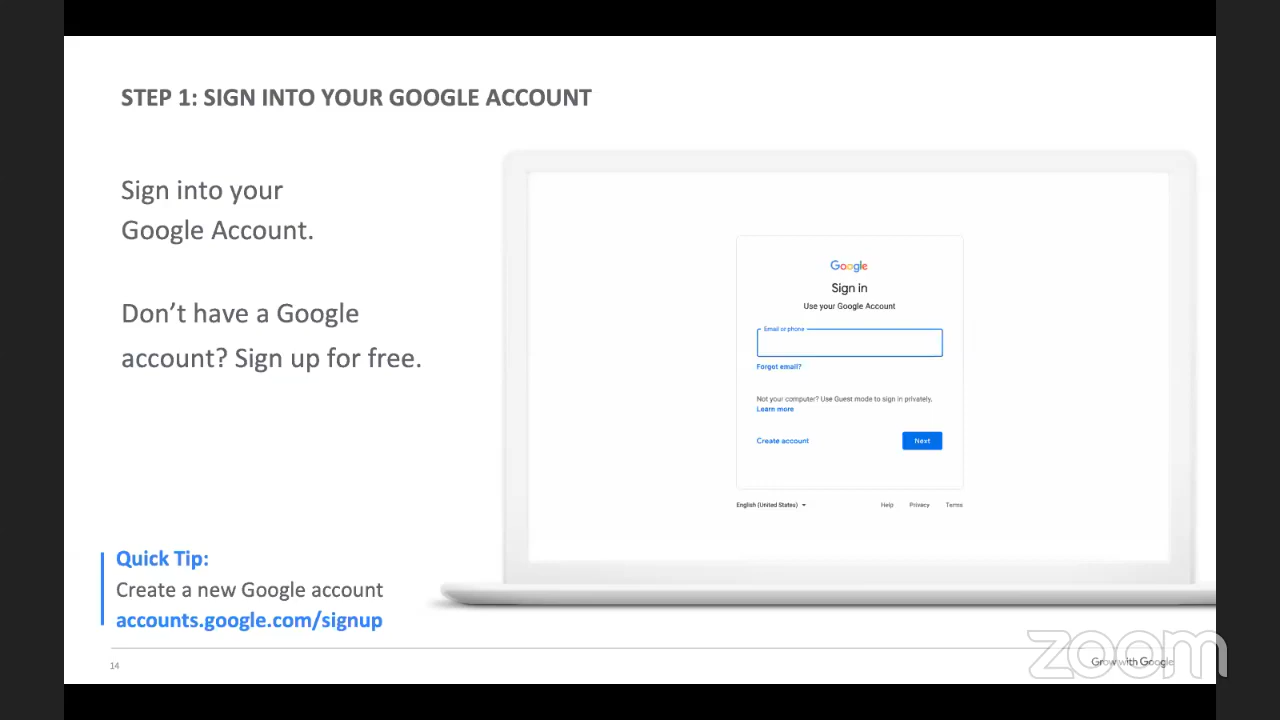 STEP 1: SIGN INTO YOUR GOOGLE ACCOUNT
Sign into your
Google Account.
Don’t have a Google
account? Sign up for free.
Google
Sign in
Use your Google Account
Email or phone
Forgot email?
Not your computer? Use Guest mode to sign in privately.
Learn more
Create account
Next
English (United States)
Help Privacy Terms
Quick Tip:
Create a new Google account
accounts.google.com/signup
14
Grow with Google
zoom